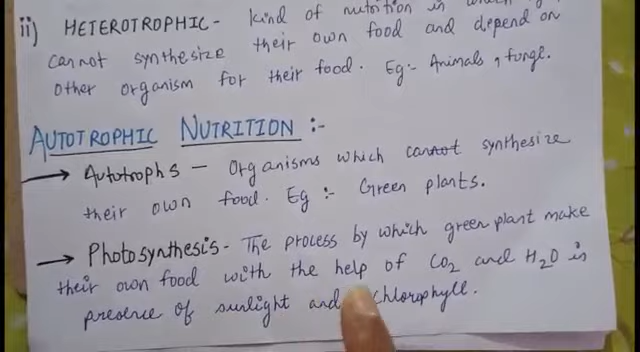 ii) HETEROTROPHIC - kind of nutrition in which
cannot synthesize their own food and depend on
other organism for their food. Eg:- Animals, fungi.
AUTOTROPHIC NUTRITION :-
→ Autotrophs - Organisms which cannot synthesize
their own food. Eg :- Green plants.
→ Photosynthesis - The process by which green plant make
their own food with the help of CO2 and H2O in
presence of sunlight and chlorophyll.